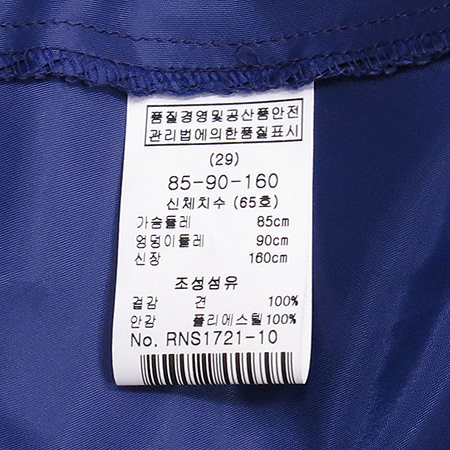 품질경영및공산품안전
관리법에의한품질표시
(29)
85-90-160
신체치수 (65호)
가슴둘레 85cm
엉덩이둘레 90cm
신장 160cm
조성섬유
겉감 견 100%
안감 폴리에스텔 100%
No. RNS1721-10